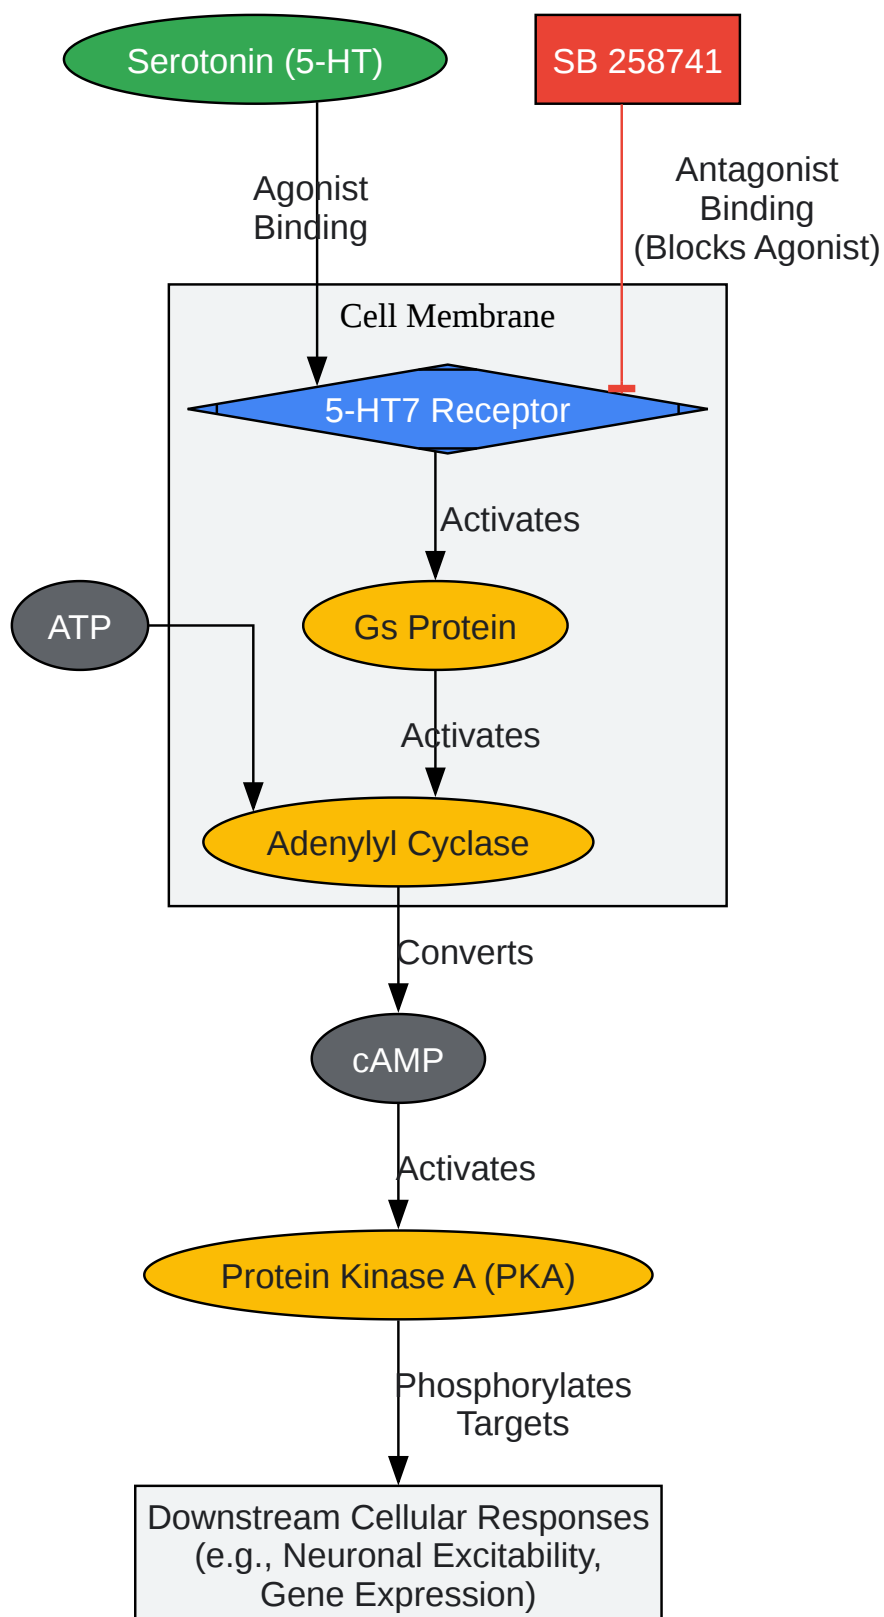 Serotonin (5-HT)
SB 258741
Agonist
Binding
Antagonist
Binding
(Blocks Agonist)
Cell Membrane
5-HT7 Receptor
Activates
ATP
Gs Protein
Activates
Adenylyl Cyclase
Converts
cAMP
Activates
Protein Kinase A (PKA)
Phosphorylates
Targets
Downstream Cellular Responses
(e.g., Neuronal Excitability,
Gene Expression)